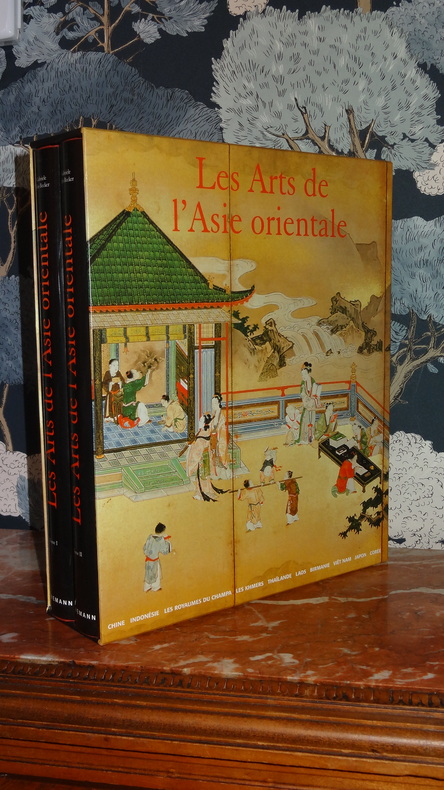 Les Arts de
l'Asie orientale
CHINE INDONÉSIE LES ROYAUMES DU CHAMPA LES KHMERS THAÏLANDE LAOS BIRMANIE VIÊT NAM JAPON CORÉE
Les Arts de l'Asie orientale
Les Arts de l'Asie orientale